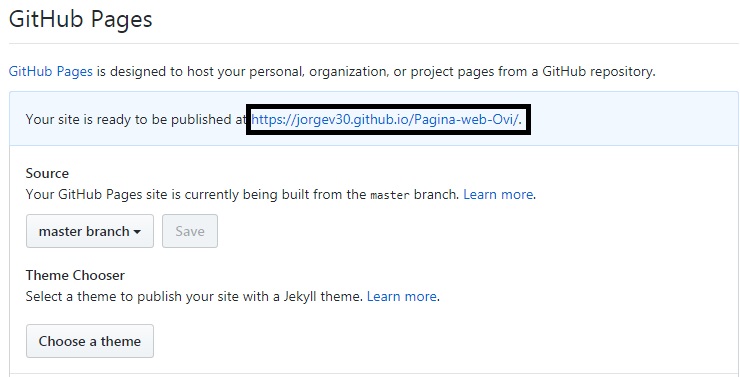 GitHub Pages
GitHub Pages is designed to host your personal, organization, or project pages from a GitHub repository.
Your site is ready to be published at https://jorgev30.github.io/Pagina-web-Ovi/.
Source
Your GitHub Pages site is currently being built from the master branch. Learn more.
master branch Save
Theme Chooser
Select a theme to publish your site with a Jekyll theme. Learn more.
Choose a theme